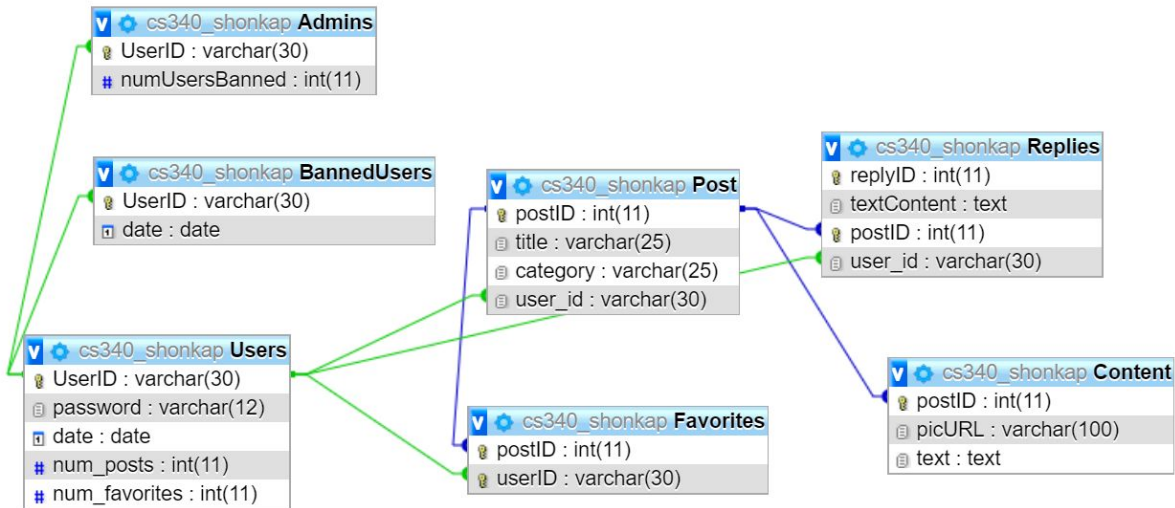 cs340_shonkap Admins
UserID : varchar(30)
# numUsersBanned : int(11)
cs340_shonkap BannedUsers
UserID : varchar(30)
date : date
cs340_shonkap Users
UserID : varchar(30)
password : varchar(12)
date : date
# num_posts : int(11)
# num_favorites : int(11)
cs340_shonkap Post
postID : int(11)
title : varchar(25)
category : varchar(25)
user_id : varchar(30)
cs340_shonkap Favorites
postID : int(11)
userID : varchar(30)
cs340_shonkap Replies
replyID : int(11)
textContent : text
postID : int(11)
user_id : varchar(30)
cs340_shonkap Content
postID : int(11)
picURL : varchar(100)
text : text